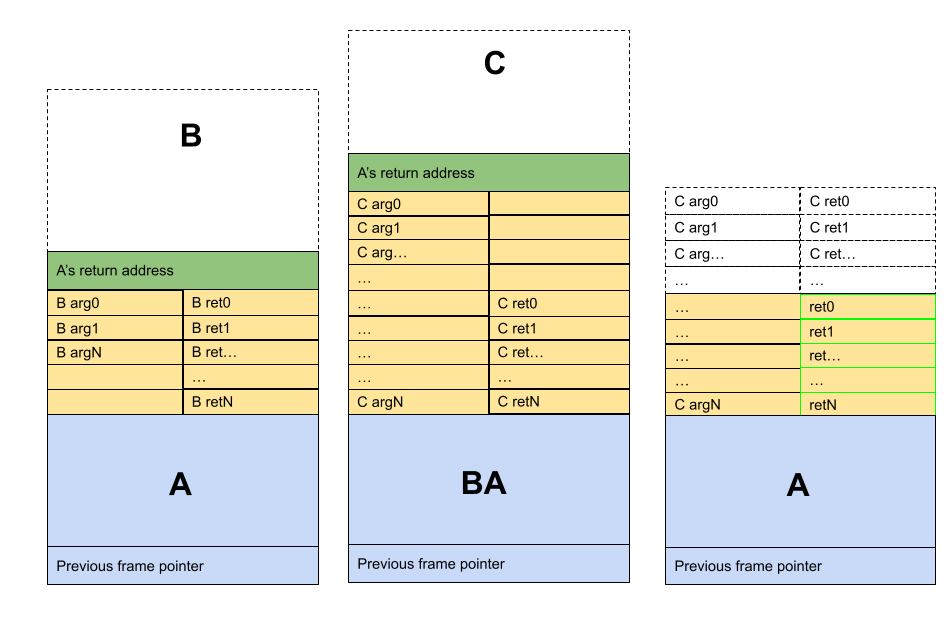 B
A's return address
B arg0 B ret0
B arg1 B ret1
B argN B ret…
…
B retN
A
Previous frame pointer
C
A's return address
C arg0
C arg1
C arg…
…
… C ret0
… C ret1
… C ret…
… …
C argN C retN
BA
Previous frame pointer
C arg0 C ret0
C arg1 C ret1
C arg… C ret…
… …
… ret0
… ret1
… ret…
… …
C argN retN
A
Previous frame pointer